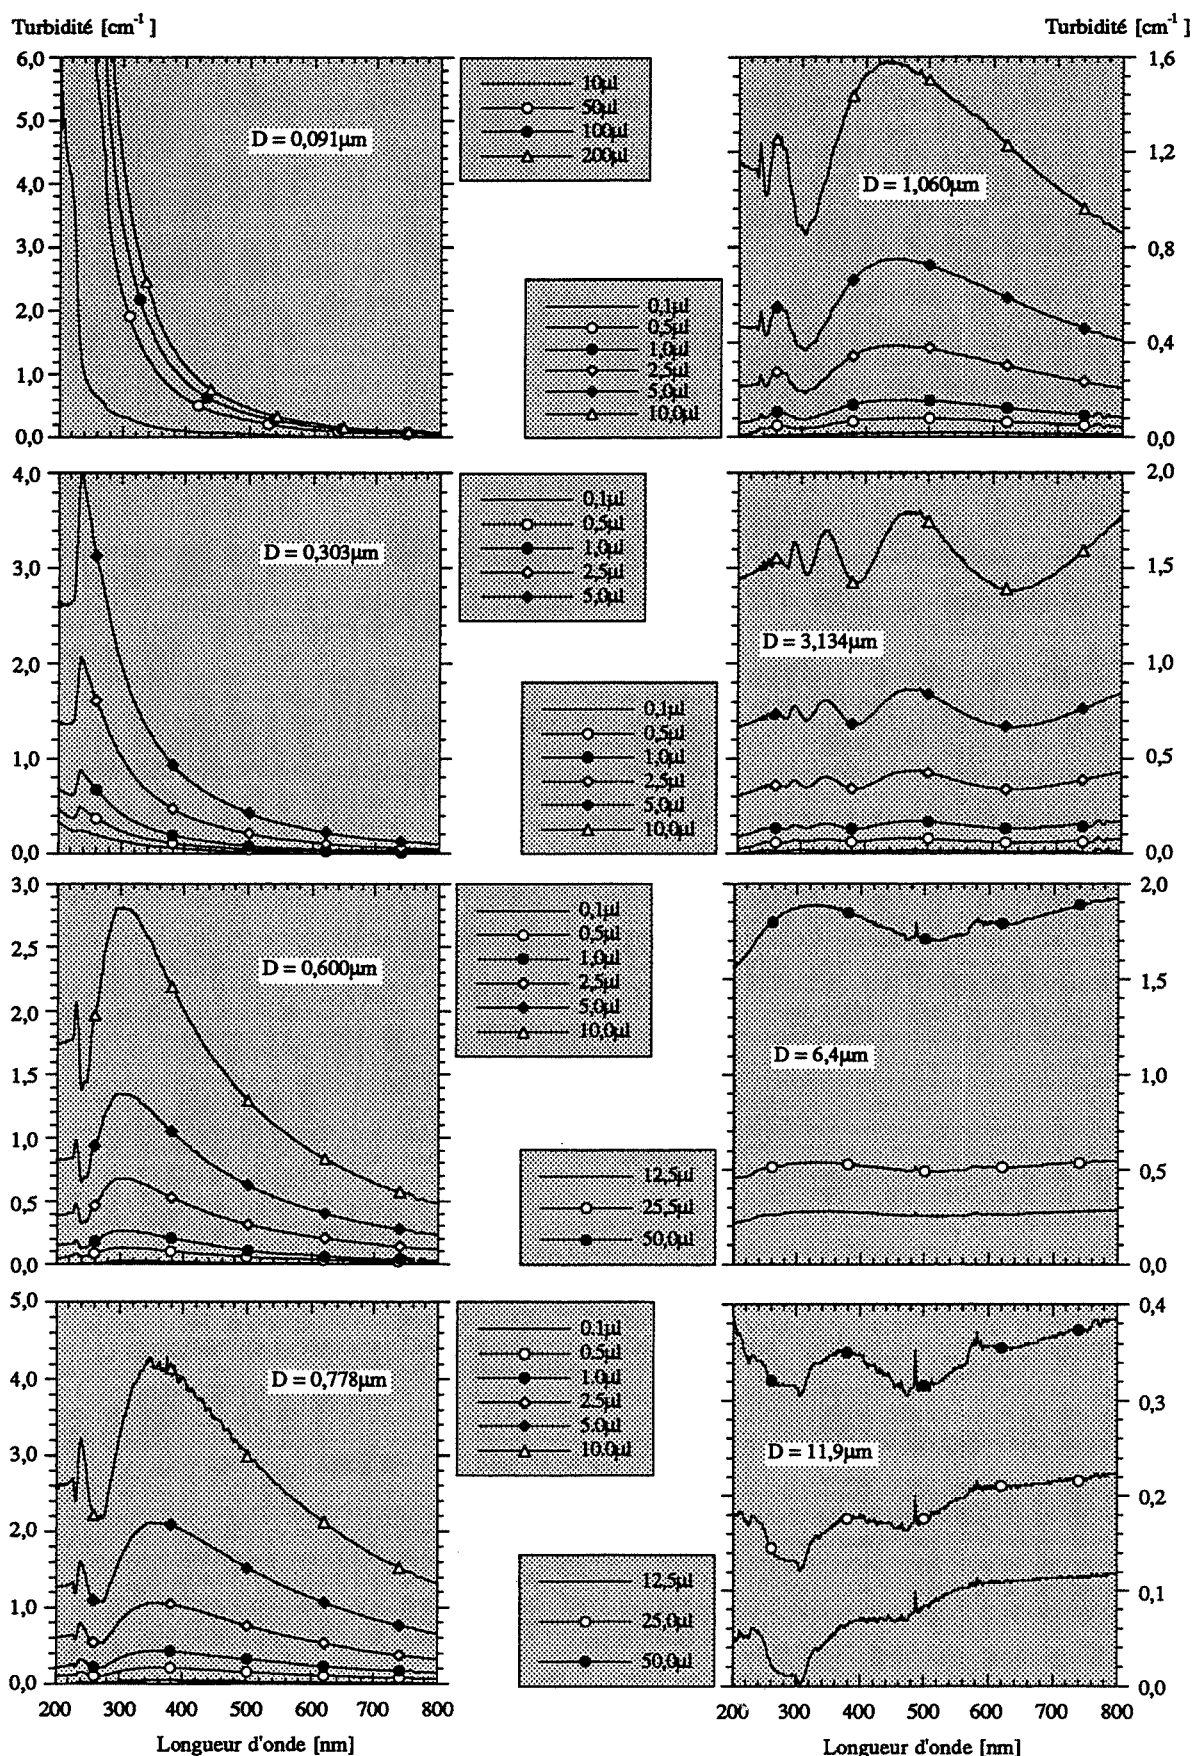 Turbidité [cm-1 ]
Turbidité [cm-1 ]
6,0
5,0
4,0
3,0
2,0
1,0
0,0
D = 0,091µm
10µl
50µl
100µl
200µl
1,6
1,2
0,8
0,4
0,0
D = 1,060µm
0,1µl
0,5µl
1,0µl
2,5µl
5,0µl
10,0µl
4,0
3,0
2,0
1,0
0,0
D = 0,303µm
0,1µl
0,5µl
1,0µl
2,5µl
5,0µl
2,0
1,5
1,0
0,5
0,0
D = 3,134µm
0,1µl
0,5µl
1,0µl
2,5µl
5,0µl
10,0µl
3,0
2,5
2,0
1,5
1,0
0,5
0,0
D = 0,600µm
0,1µl
0,5µl
1,0µl
2,5µl
5,0µl
10,0µl
2,0
1,5
1,0
0,5
0,0
D = 6,4µm
12,5µl
25,5µl
50,0µl
5,0
4,0
3,0
2,0
1,0
0,0
D = 0,778µm
0.1µl
0.5µl
1.0µl
2.5µl
5.0µl
10.0µl
0,4
0,3
0,2
0,1
0,0
D = 11,9µm
12,5µl
25,0µl
50,0µl
200 300 400 500 600 700 800
200 300 400 500 600 700 800
Longueur d'onde [nm]
Longueur d'onde [nm]